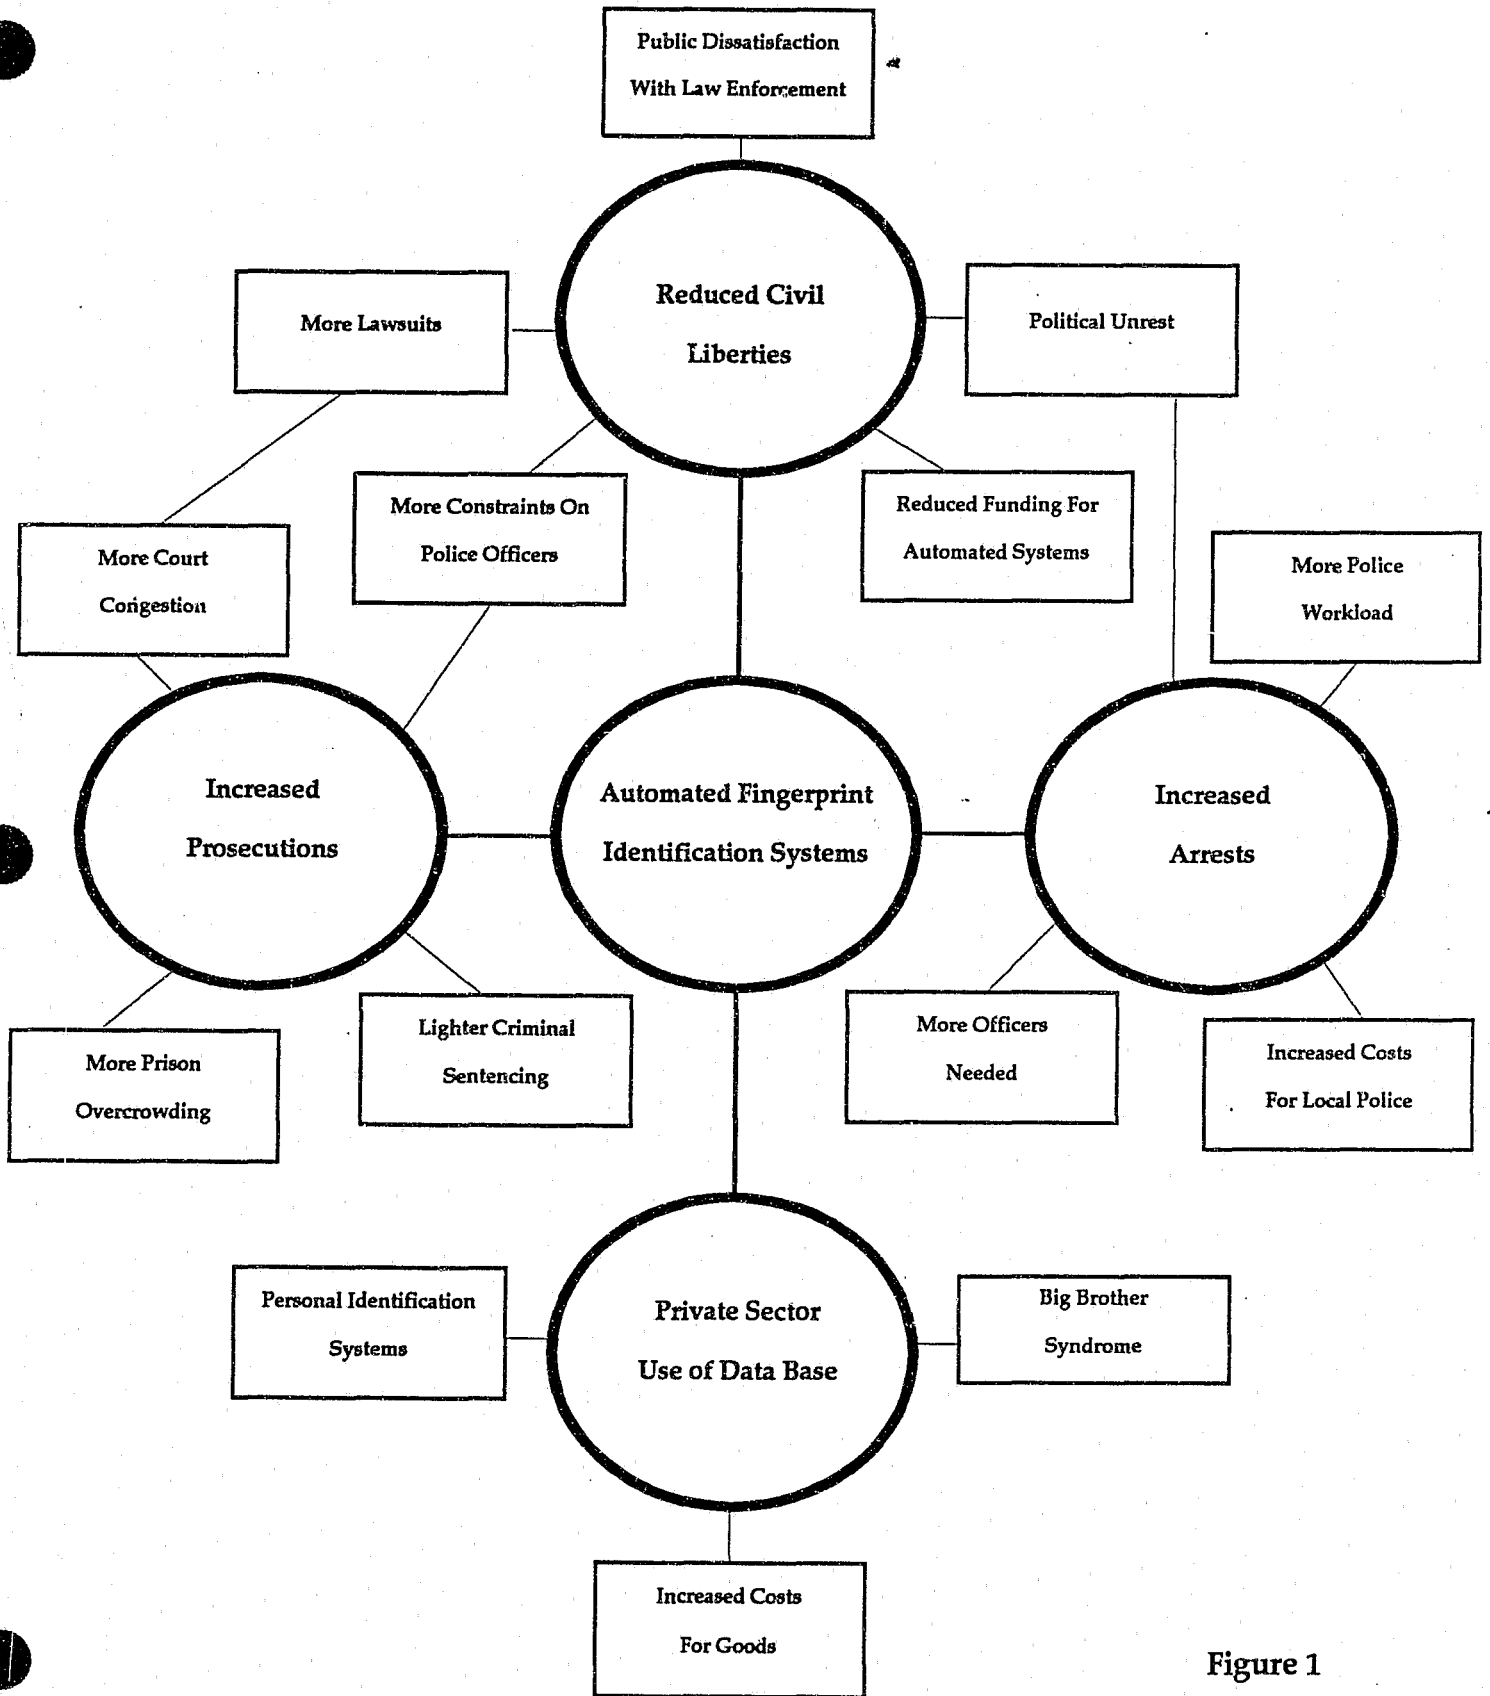 Public Dissatisfaction
With Law Enforcement
Reduced Civil
Liberties
More Lawsuits
Political Unrest
More Constraints On
Police Officers
Reduced Funding For
Automated Systems
More Court
Congestion
More Police
Workload
Increased
Prosecutions
Automated Fingerprint
Identification Systems
Increased
Arrests
More Prison
Overcrowding
Lighter Criminal
Sentencing
More Officers
Needed
Increased Costs
For Local Police
Personal Identification
Systems
Private Sector
Use of Data Base
Big Brother
Syndrome
Increased Costs
For Goods
Figure 1